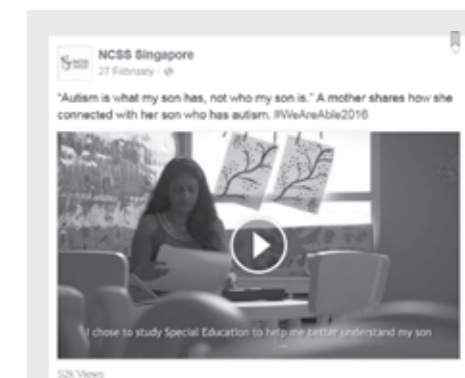 NCSS Singapore
27 February
"Autism is what my son has, not who my son is." A mother shares how she
connected with her son who has autism. #WeAreAble2016
I chose to study Special Education to help me better understand my son
52k Views